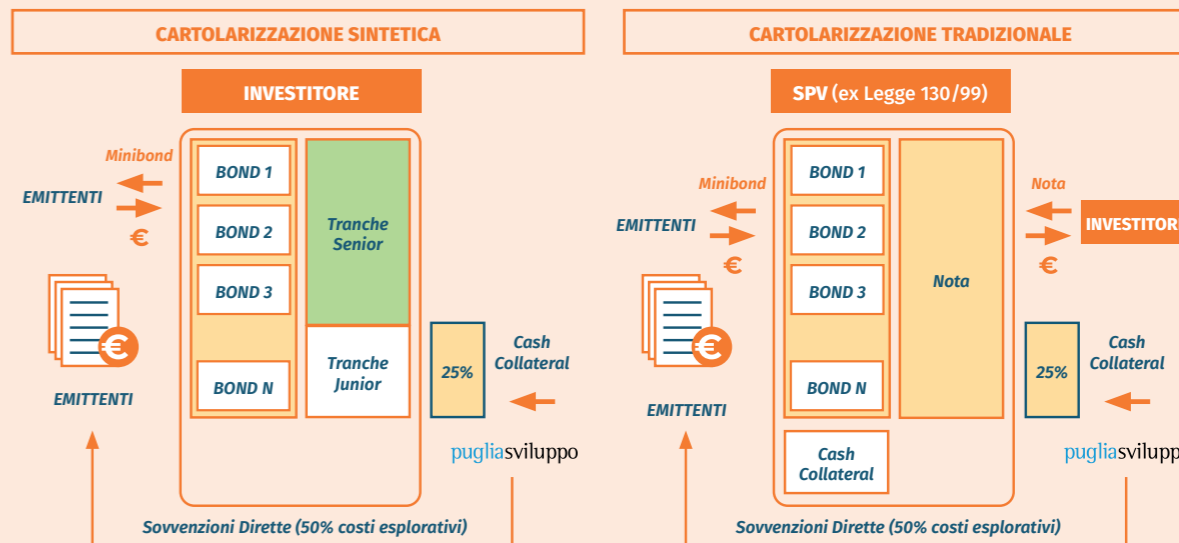 CARTOLARIZZAZIONE SINTETICA
INVESTITORE
Minibond
EMITTENTI
€
BOND 1
BOND 2
BOND 3
BOND N
Tranche
Senior
Tranche
Junior
25%
Cash
Collateral
€
EMITTENTI
pugliasviluppo
Sovvenzioni Dirette (50% costi esplorativi)
CARTOLARIZZAZIONE TRADIZIONALE
SPV (ex Legge 130/99)
Minibond
EMITTENTI
€
BOND 1
BOND 2
BOND 3
BOND N
Nota
Nota
INVESTITORE
€
25%
Cash
Collateral
€
EMITTENTI
Cash
Collateral
pugliasvilupp
Sovvenzioni Dirette (50% costi esplorativi)